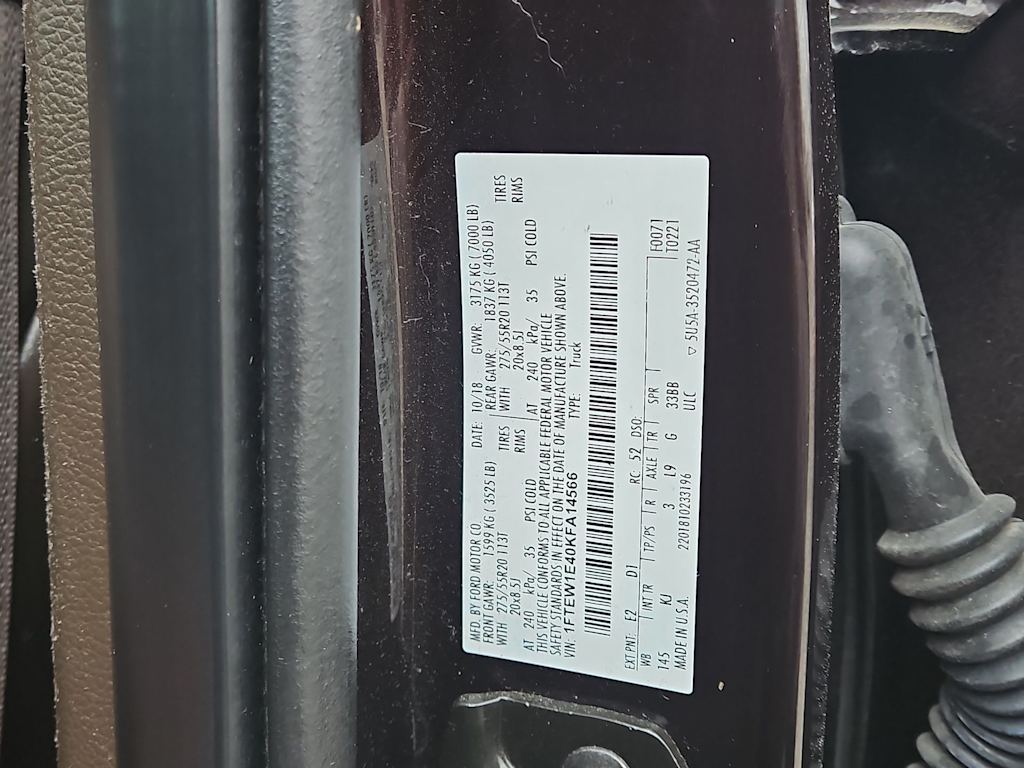 MFD. BY FORD MOTOR CO.
DATE: 10/18 GVWR: 3175 KG ( 7000 LB)
FRONT GAWR: 1599 KG ( 3525 LB) REAR GAWR: 1837 KG ( 4050 LB)
WITH 275/55R20 113T TIRES WITH 275/55R20 113T TIRES
20x8.5J RIMS 20x8.5J RIMS
AT 240 kPa/ 35 PSI COLD AT 240 kPa/ 35 PSI COLD
THIS VEHICLE CONFORMS TO ALL APPLICABLE FEDERAL MOTOR VEHICLE
SAFETY STANDARDS IN EFFECT ON THE DATE OF MANUFACTURE SHOWN ABOVE.
VIN: 1FTEW1E40KFA14566 TYPE: Truck
EXT PNT: E2 D1 RC: 52 DSO: F0071
WB INT TR TP/PS R AXLE TR SPR T0221
145 KJ 3 L9 G 33BB
MADE IN U.S.A. 220181023­3196 ULC ▽ 5U5A-3520472-AA